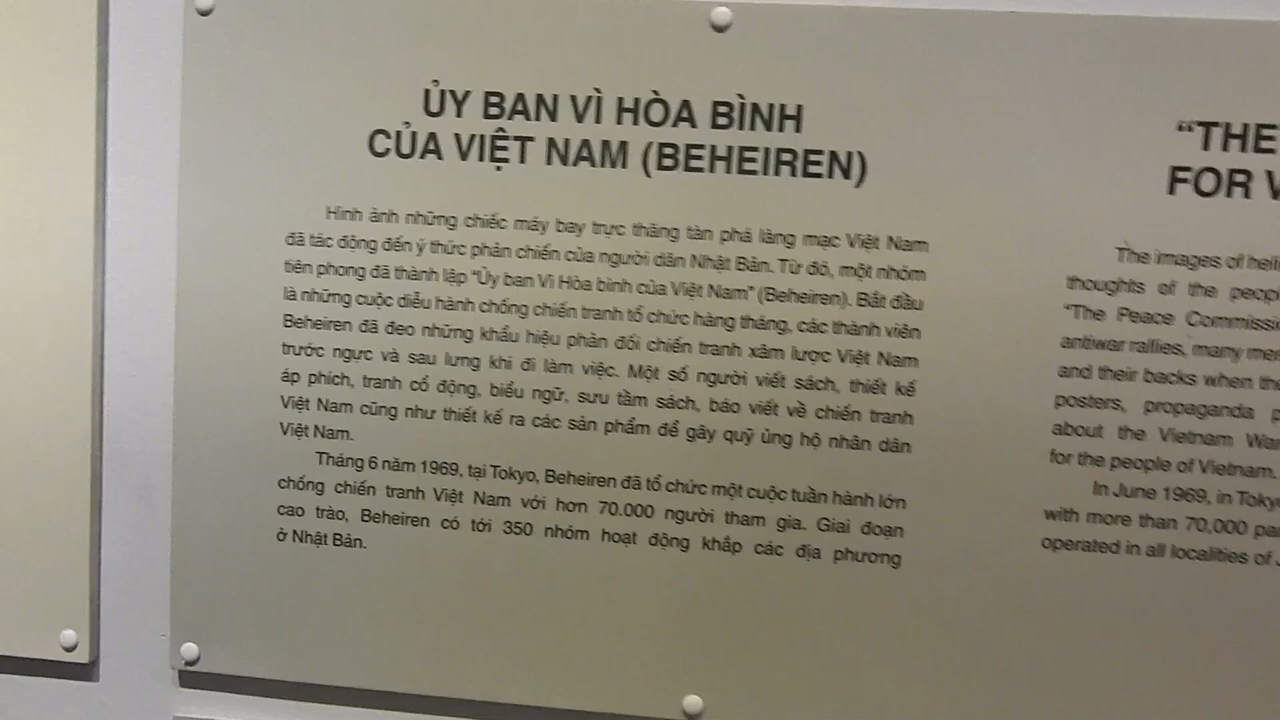 ỦY BAN VÌ HÒA BÌNH
CỦA VIỆT NAM (BEHEIREN)
Hình ảnh những chiếc máy bay trực thăng tàn phá làng mạc Việt Nam
đã tác động đến ý thức phản chiến của người dân Nhật Bản. Từ đó, một nhóm
tiên phong đã thành lập "Ủy ban Vì Hòa bình của Việt Nam" (Beheiren). Bắt đầu
là những cuộc diễu hành chống chiến tranh tổ chức hàng tháng, các thành viên
Beheiren đã đeo những khẩu hiệu phản đối chiến tranh xâm lược Việt Nam
trước ngực và sau lưng khi đi làm việc. Một số người viết sách, thiết kế
áp phích, tranh cổ động, biểu ngữ, sưu tầm sách, báo viết về chiến tranh
Việt Nam cũng như thiết kế ra các sản phẩm để gây quỹ ủng hộ nhân dân
Việt Nam.
Tháng 6 năm 1969, tại Tokyo, Beheiren đã tổ chức một cuộc tuần hành lớn
chống chiến tranh Việt Nam với hơn 70.000 người tham gia. Giai đoạn
cao trào, Beheiren có tới 350 nhóm hoạt động khắp các địa phương
ở Nhật Bản.
"THE
FOR V
The images of heli
thoughts of the peop
"The Peace Commissi
antiwar rallies, many mem
and their backs when the
posters, propaganda p
about the Vietnam War
for the people of Vietnam.
In June 1969, in Toky
with more than 70,000 pa
operated in all localities of J